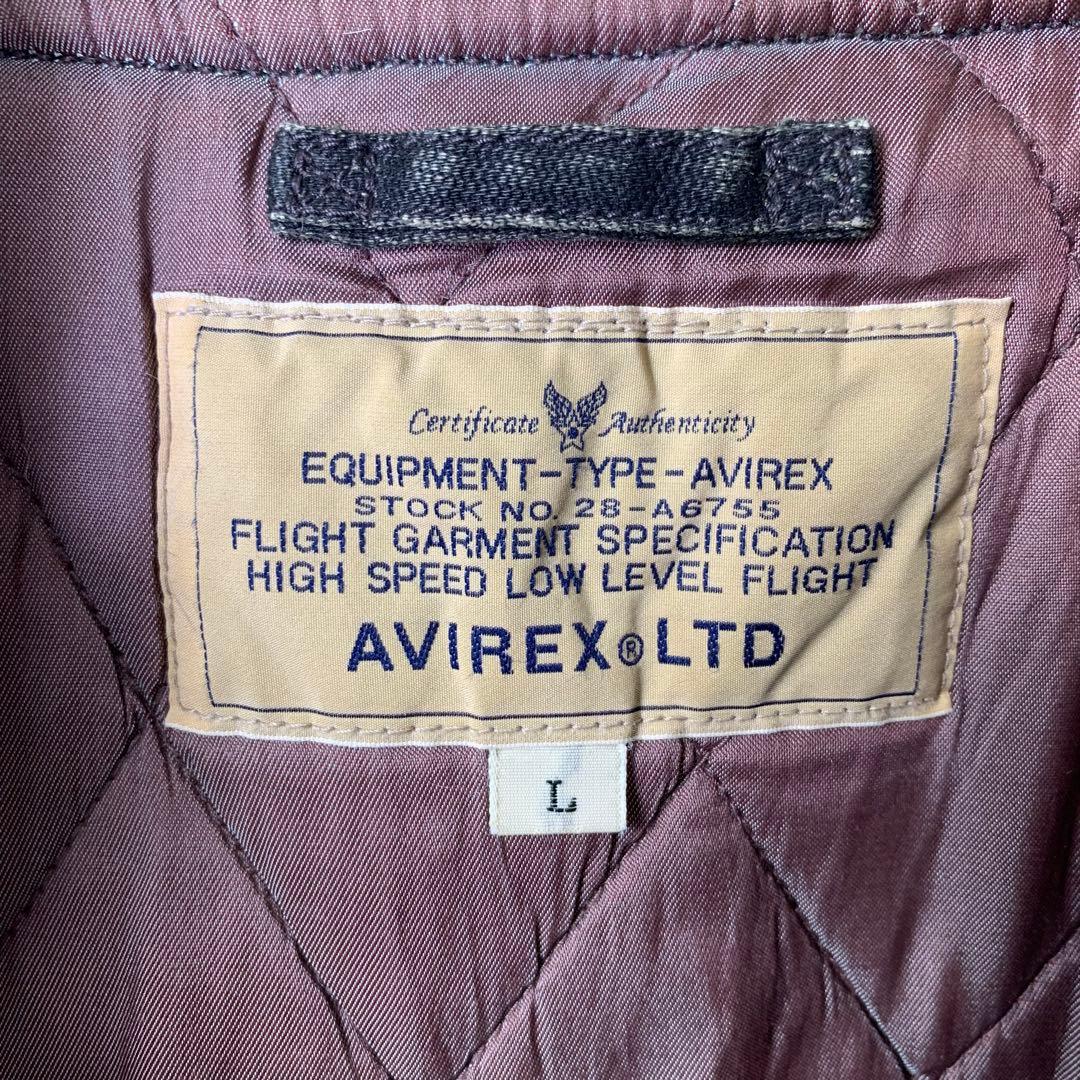 Certificate Authenticity
EQUIPMENT-TYPE-AVIREX
STOCK NO. 28-A6755
FLIGHT GARMENT SPECIFICATION
HIGH SPEED LOW LEVEL FLIGHT
AVIREX® LTD
L